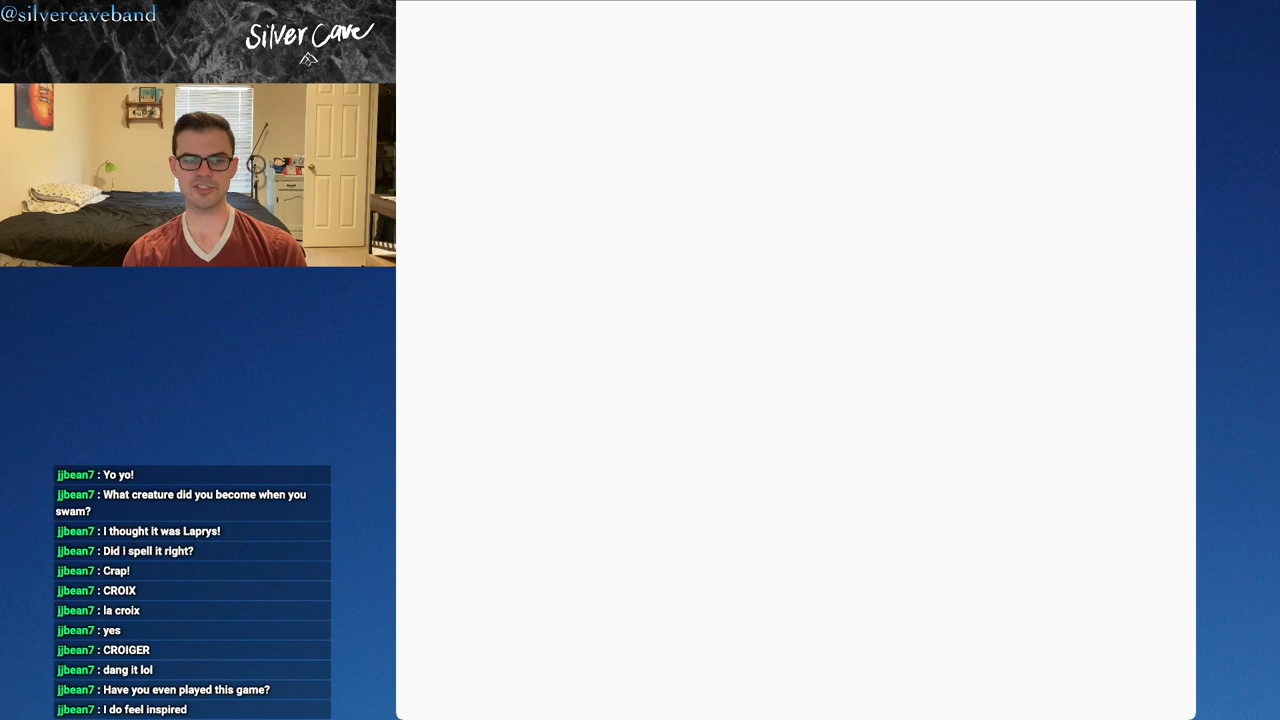 @silvercaveband
Silver Cave
jjbean7 : Yo yo!
jjbean7 : What creature did you become when you
swam?
jjbean7 : I thought it was Laprys!
jjbean7 : Did i spell it right?
jjbean7 : Crap!
jjbean7 : CROIX
jjbean7 : la croix
jjbean7 : yes
jjbean7 : CROIGER
jjbean7 : dang it lol
jjbean7 : Have you even played this game?
jjbean7 : I do feel inspired